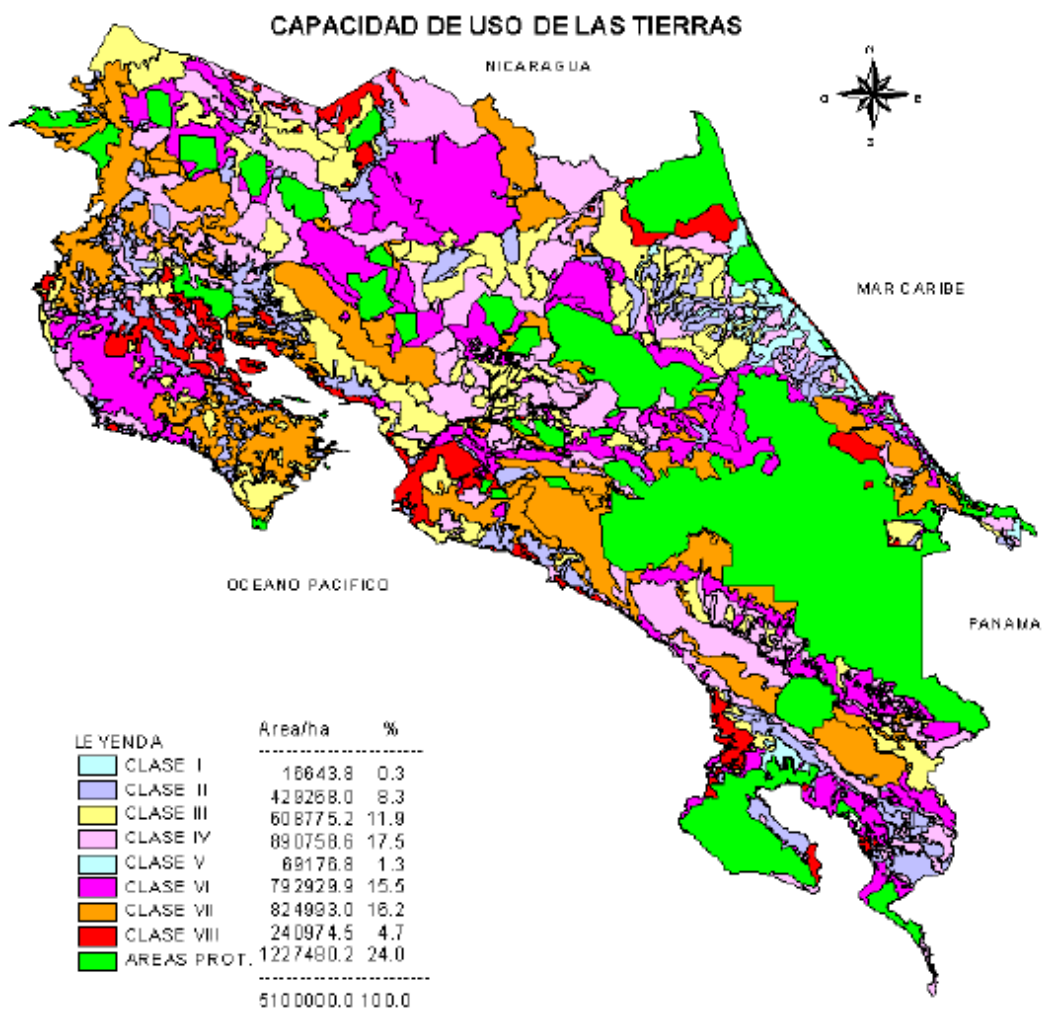 CAPACIDAD DE USO DE LAS TIERRAS
NICARAGUA
N
O E
S
MAR CARIBE
OCEANO PACIFICO
PANAMA
LEYENDA Area/ha %
CLASE I 16643.8 0.3
CLASE II 429268.0 8.3
CLASE III 608775.2 11.9
CLASE IV 890758.6 17.5
CLASE V 69176.8 1.3
CLASE VI 792929.9 15.5
CLASE VII 824993.0 16.2
CLASE VIII 240974.5 4.7
AREAS PROT. 1227480.2 24.0
5100000.0 100.0